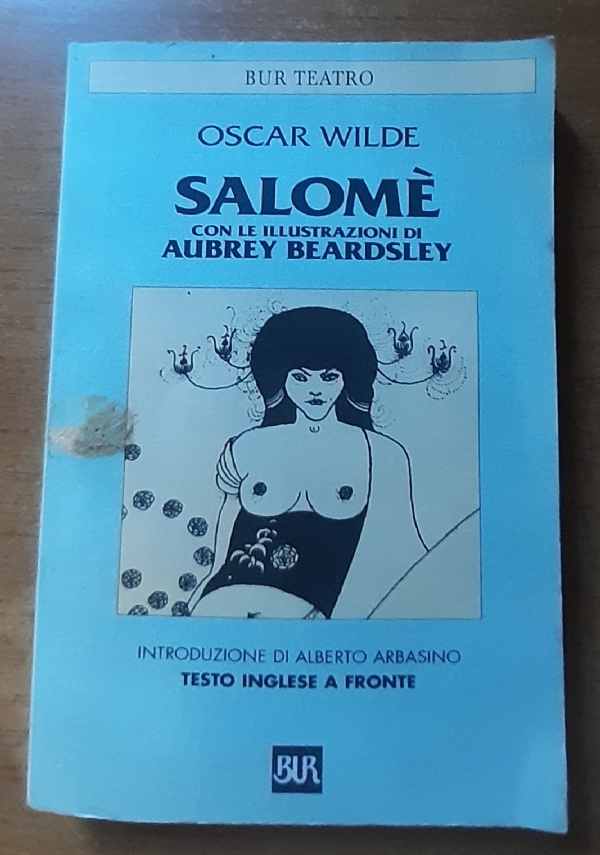 BUR TEATRO
OSCAR WILDE
SALOMÈ
CON LE ILLUSTRAZIONI DI
AUBREY BEARDSLEY
INTRODUZIONE DI ALBERTO ARBASINO
TESTO INGLESE A FRONTE
BUR